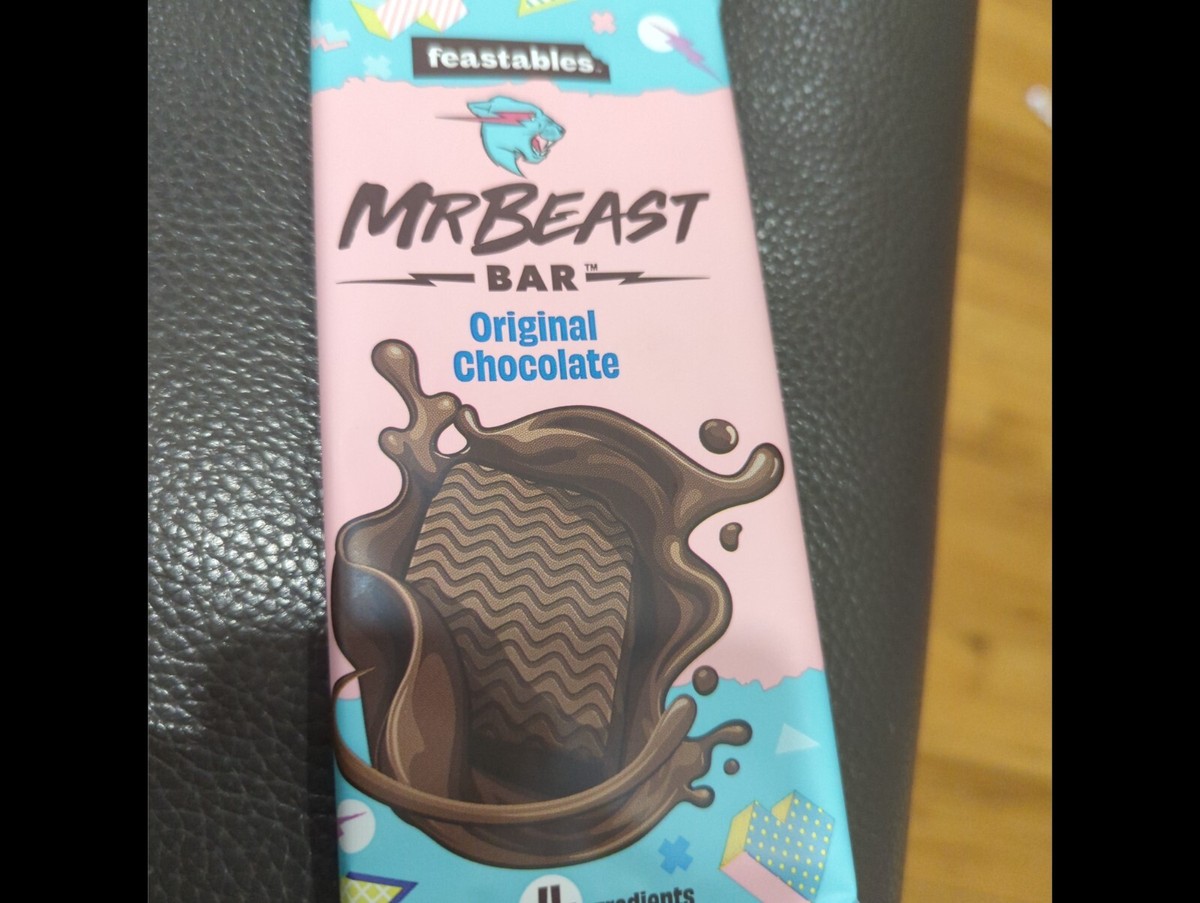 feastables.
MRBEAST
BAR™
Original
Chocolate